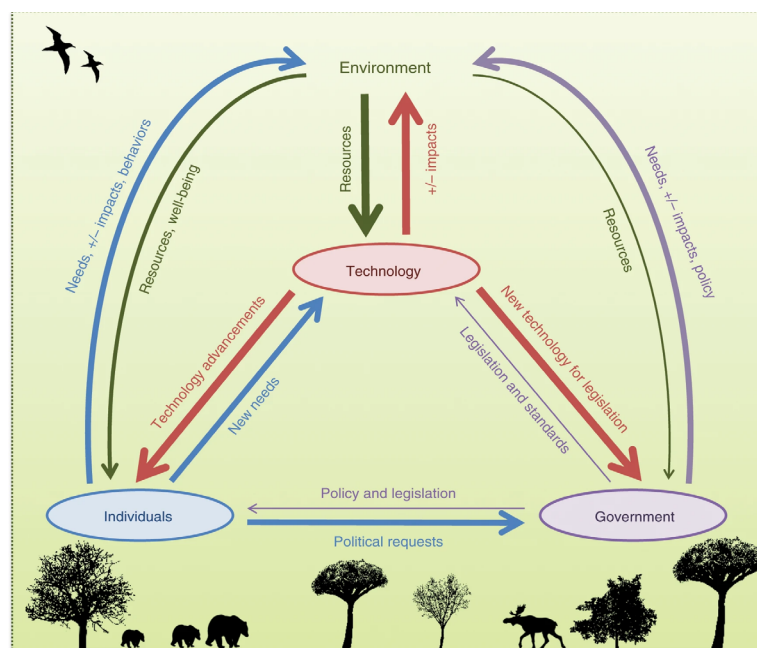 Environment
Needs, +/− impacts, behaviors
Resources, well-being
Resources
+/− impacts
Resources
Needs, +/− impacts, policy
Technology
Technology advancements
New needs
New technology for legislation
Legislation and standards
Individuals
Policy and legislation
Political requests
Government